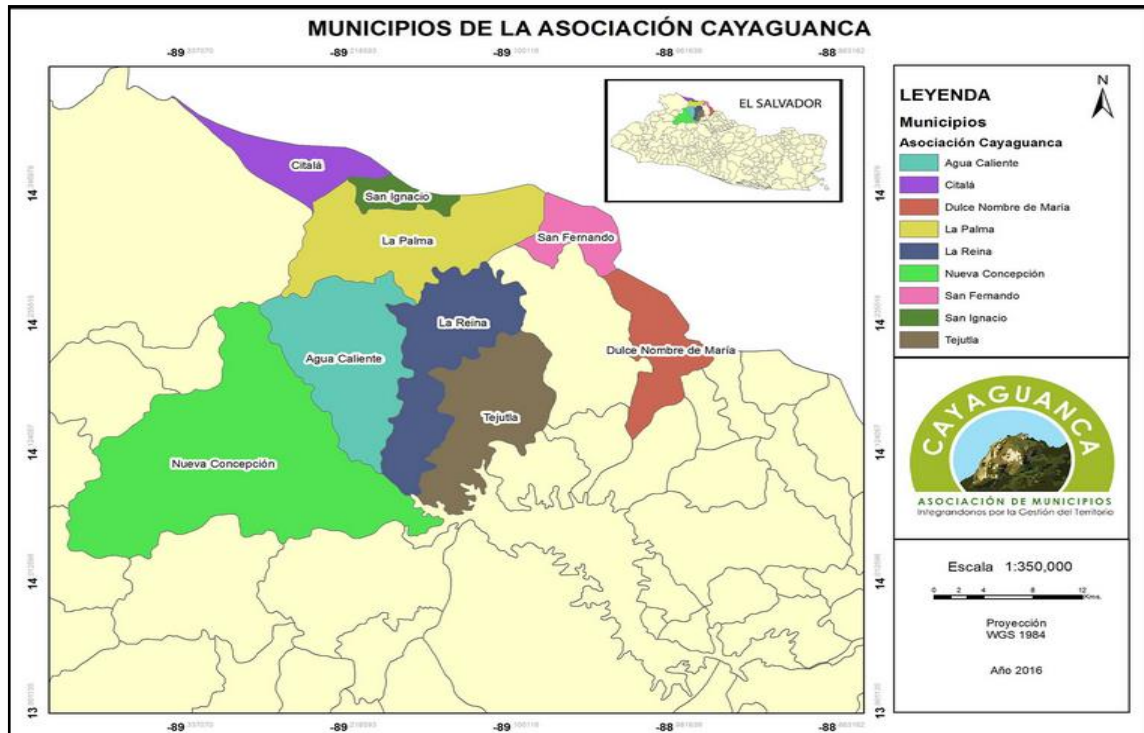 MUNICIPIOS DE LA ASOCIACIÓN CAYAGUANCA
-89 -89 -89 -88 -88
EL SALVADOR
LEYENDA
N
Municipios
Asociación Cayaguanca
Agua Caliente
Citalá
Dulce Nombre de María
La Palma
La Reina
Nueva Concepción
San Fernando
San Ignacio
Tejutla
Citalá
San Ignacio
La Palma
San Fernando
La Reina
Agua Caliente
Dulce Nombre de María
Tejutla
Nueva Concepción
14
14
14
14
13
14
14
14
14
13
CAYAGUANCA
ASOCIACIÓN DE MUNICIPIOS
Integrandonos por la Gestión del Territorio
Escala 1:350,000
0 2 4 8 12
Kms.
Proyección
WGS 1984
Año 2016
-89 -89 -89 -88 -88